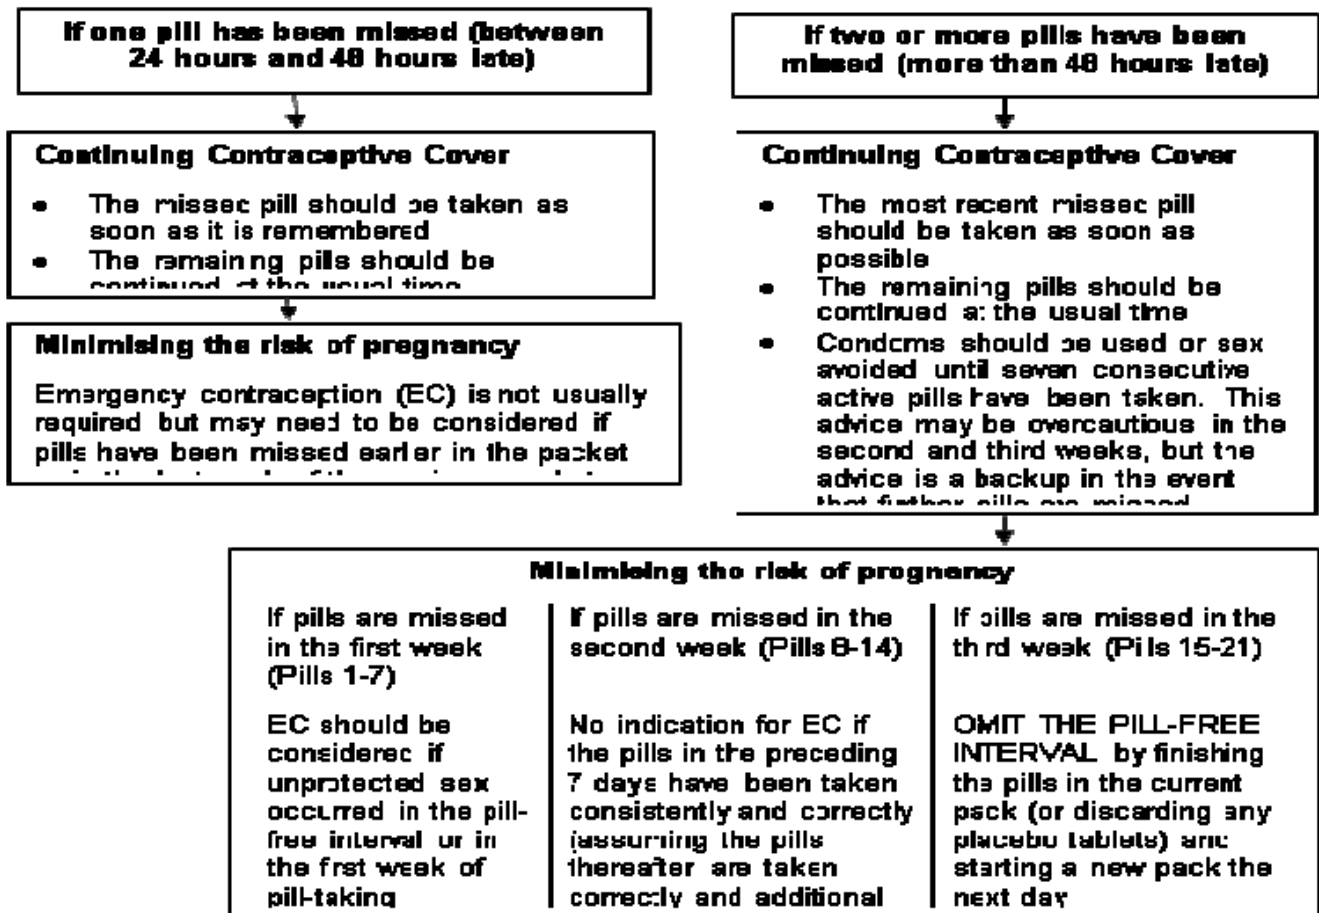 If one pill has been missed (between
24 hours and 48 hours late)
Continuing Contraceptive Cover
• The missed pill should be taken as
soon as it is remembered
• The remaining pills should be
continued at the usual time
Minimising the risk of pregnancy
Emergency contraception (EC) is not usually
required but may need to be considered if
pills have been missed earlier in the packet
If two or more pills have been
missed (more than 48 hours late)
Continuing Contraceptive Cover
• The most recent missed pill
should be taken as soon as
possible
• The remaining pills should be
continued at the usual time
• Condoms should be used or sex
avoided until seven consecutive
active pills have been taken. This
advice may be overcautious in the
second and third weeks, but the
advice is a backup in the event
that further pills are missed
Minimising the risk of pregnancy
If pills are missed
in the first week
(Pills 1-7)
EC should be
considered if
unprotected sex
occurred in the pill-
free interval or in
the first week of
pill-taking
If pills are missed in the
second week (Pills 8-14)
No indication for EC if
the pills in the preceding
7 days have been taken
consistently and correctly
(assuming the pills
thereafter are taken
correctly and additional
If pills are missed in the
third week (Pills 15-21)
OMIT THE PILL-FREE
INTERVAL by finishing
the pills in the current
pack (or discarding any
placebo tablets) and
starting a new pack the
next day